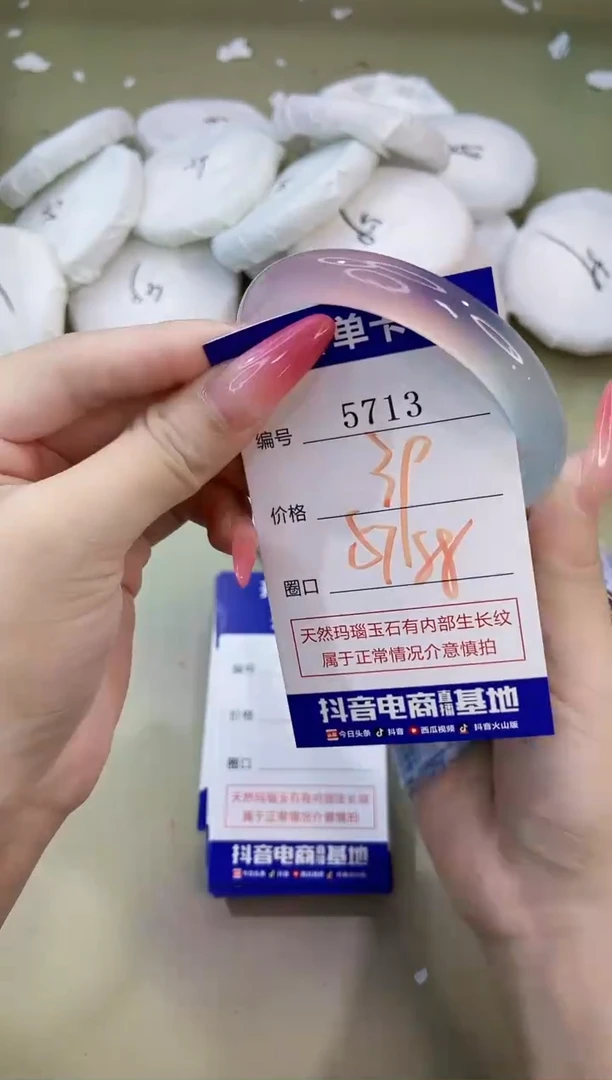 单卡
编号 5713
价格
圈口
天然玛瑙玉石有内部生长纹
属于正常情况介意慎拍
抖音电商直播基地
今日头条 抖音 西瓜视频 抖音火山版
编号
价格
圈口
天然玛瑙玉石有内部生长纹
属于正常情况介意慎拍
抖音电商直播基地